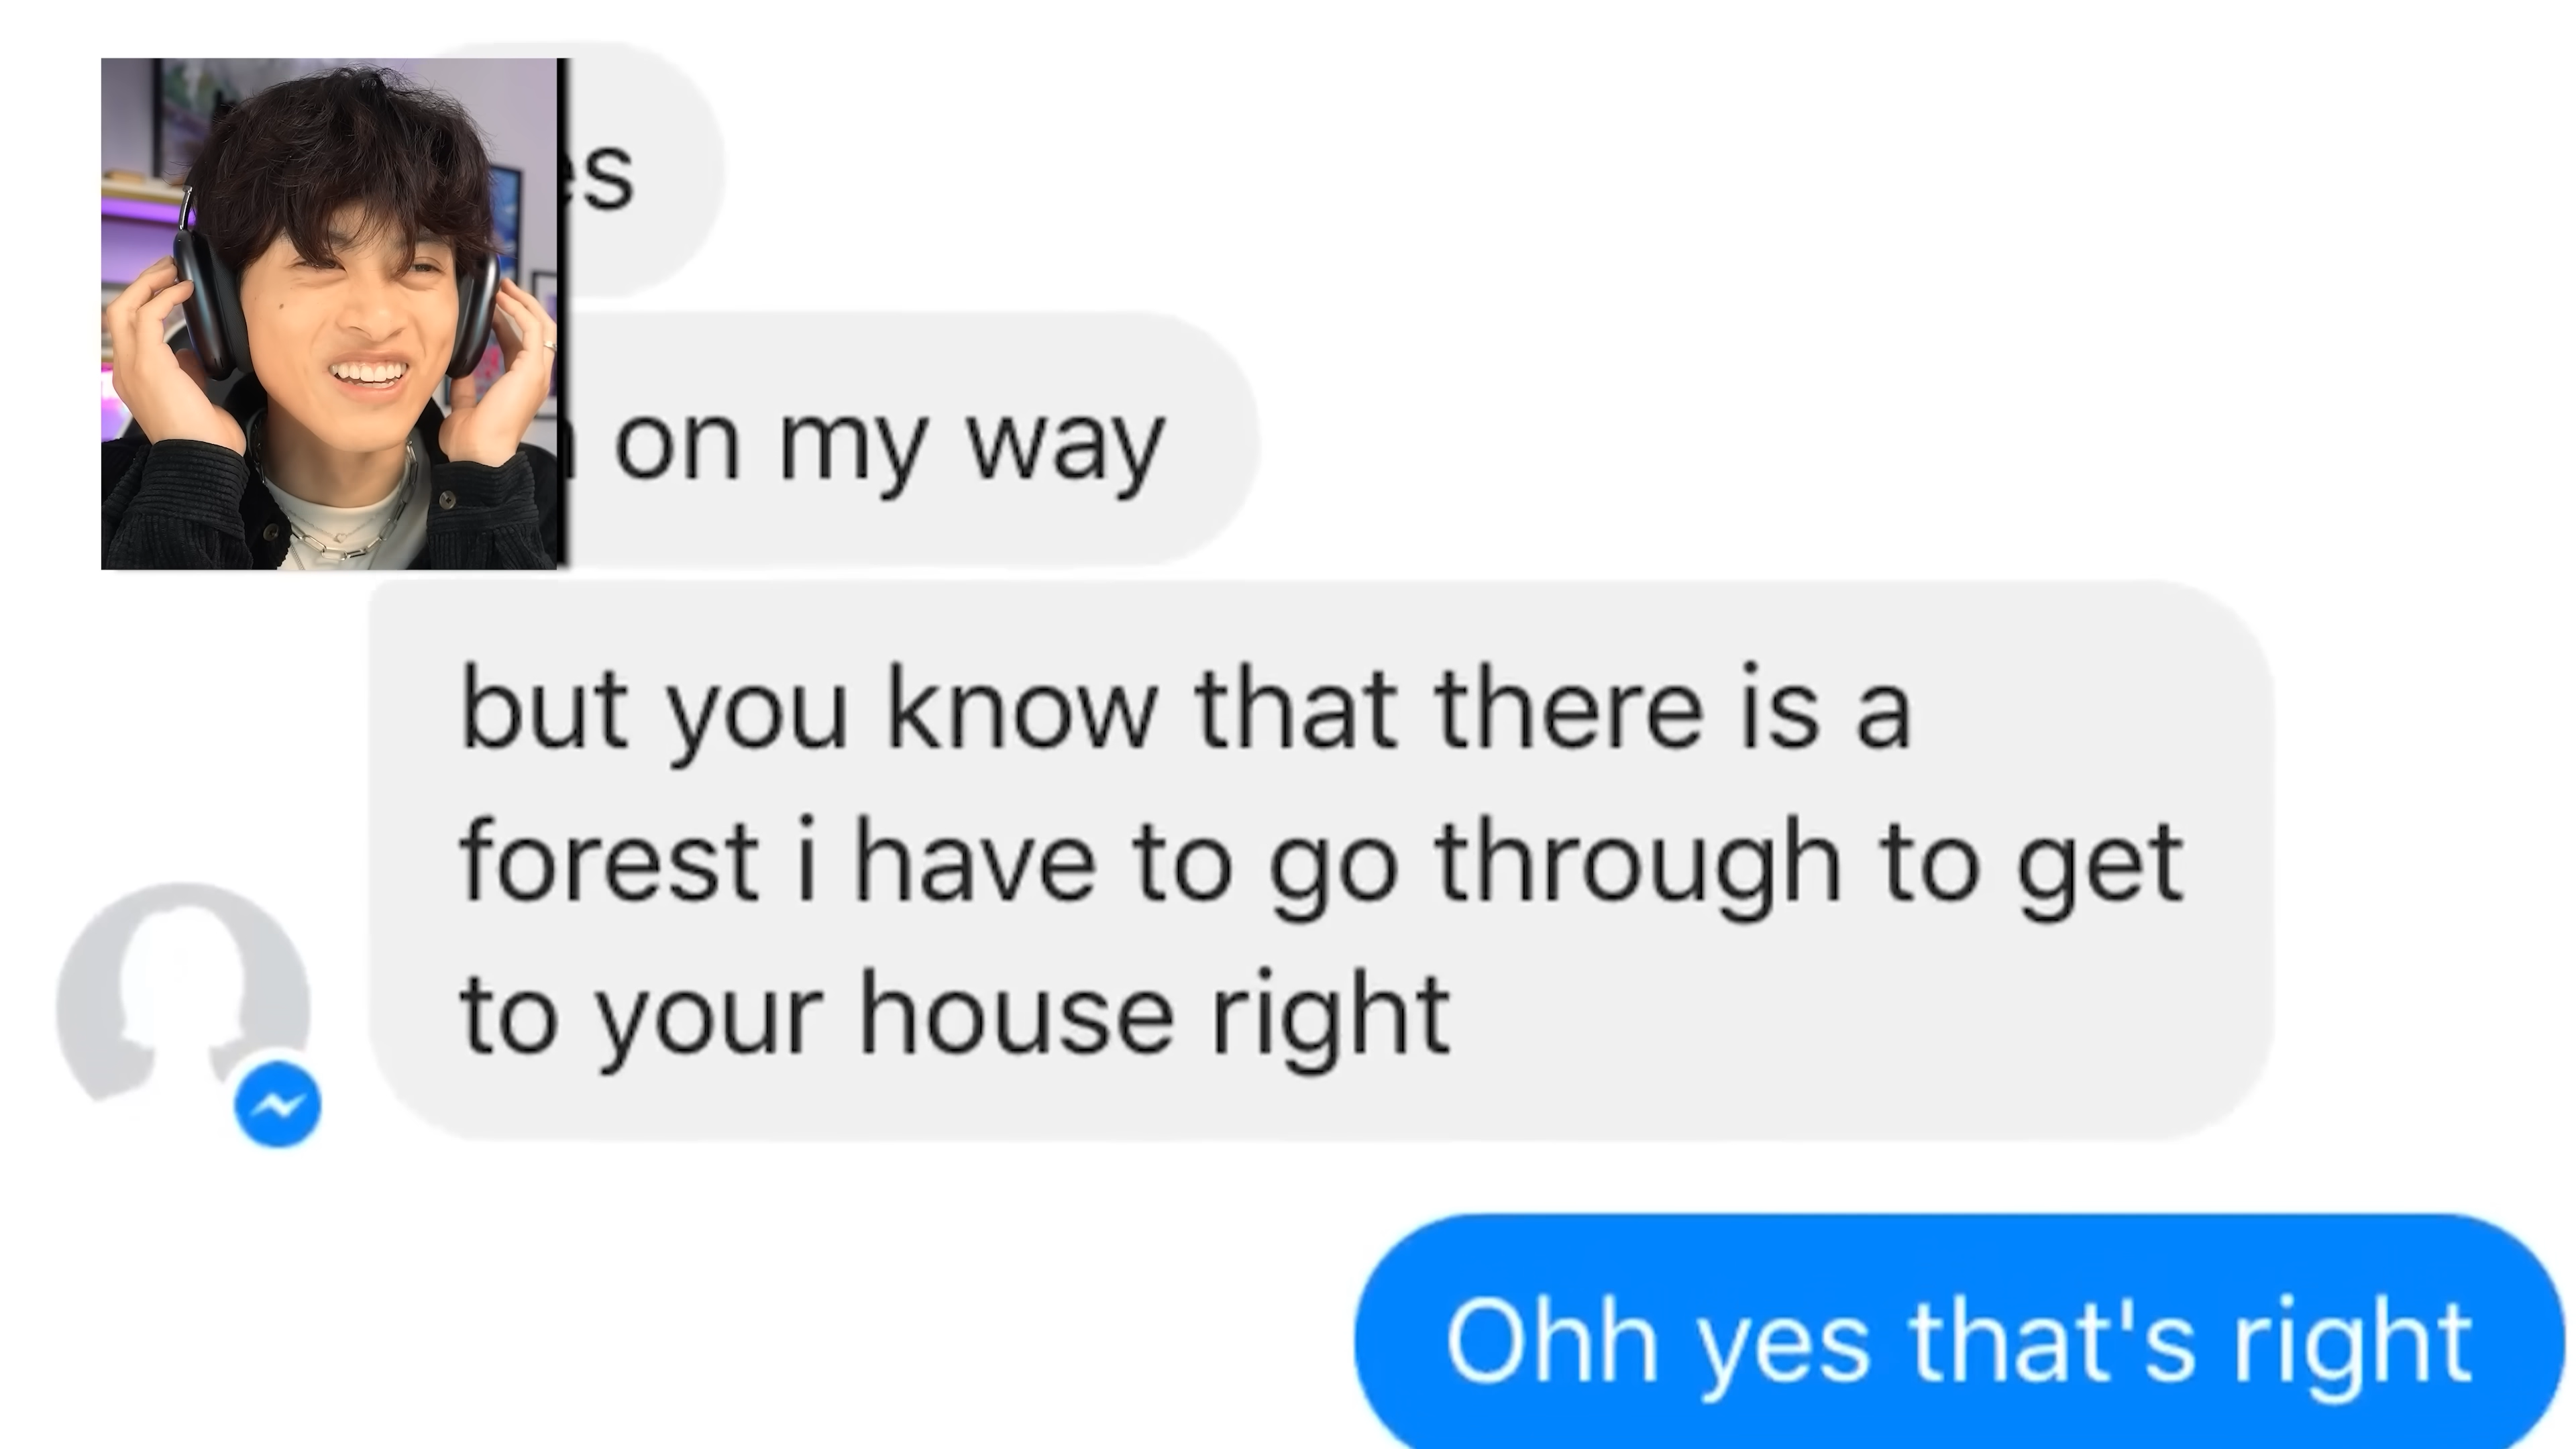 on my way
but you know that there is a
forest i have to go through to get
to your house right
Ohh yes that's right